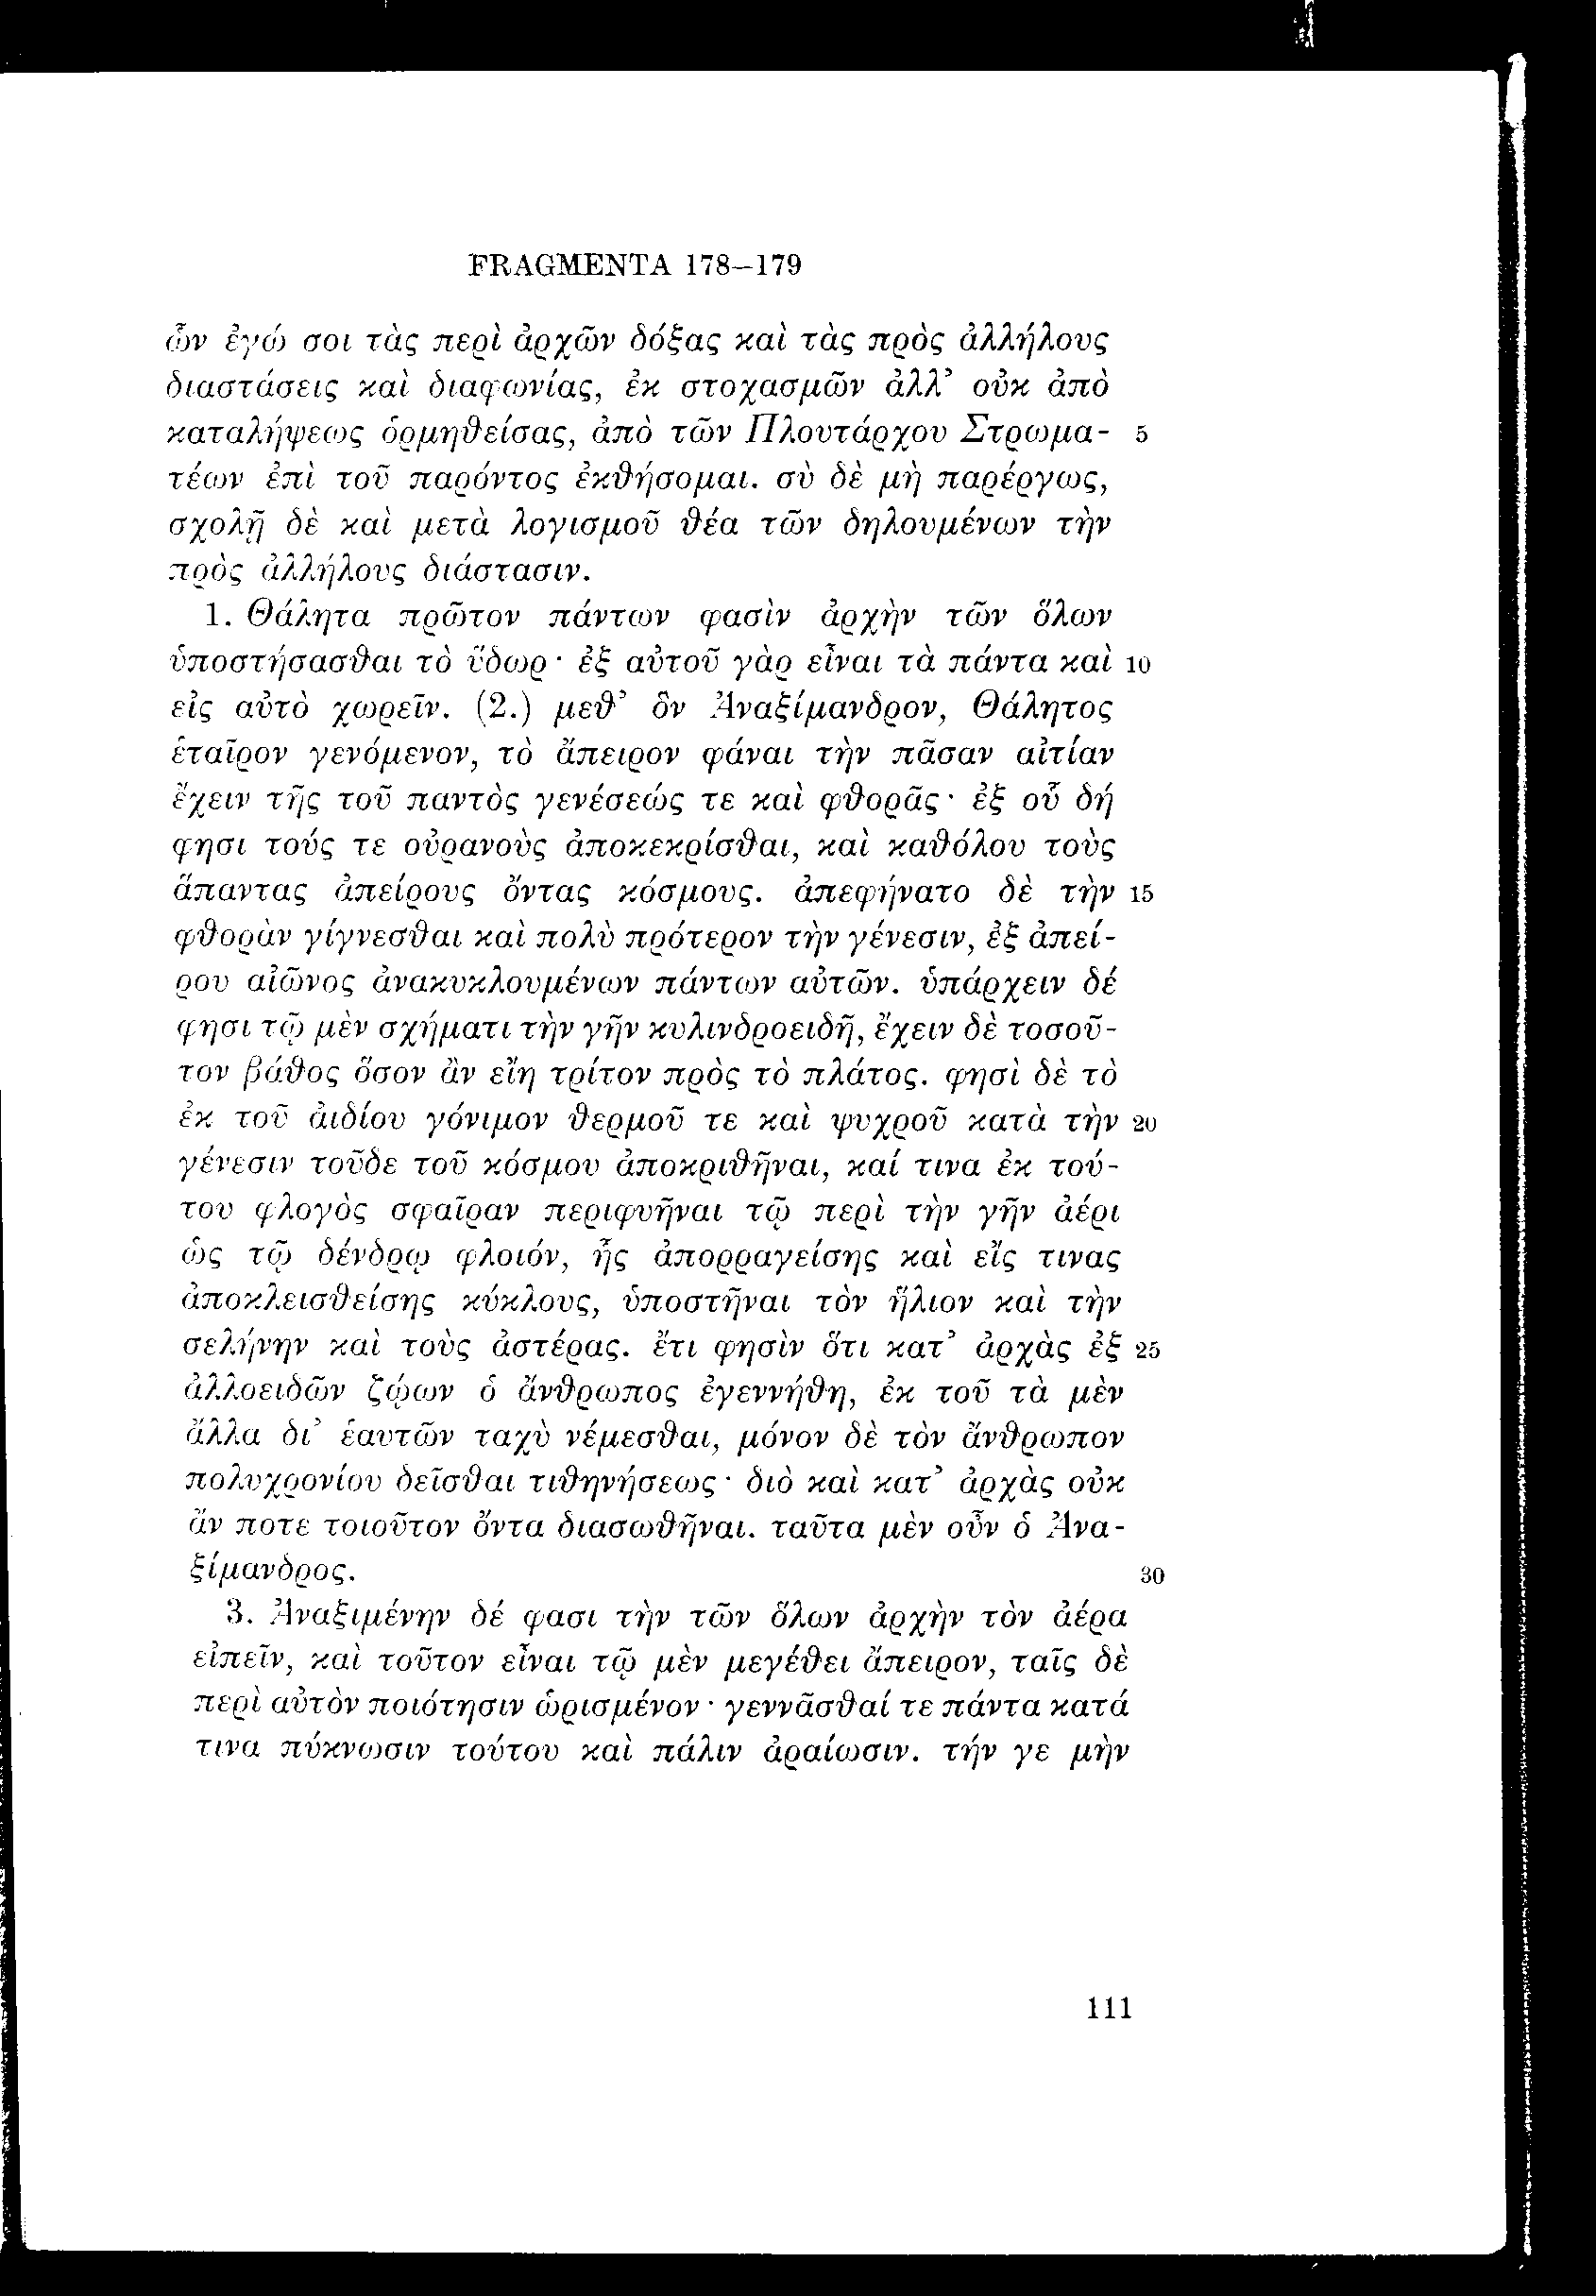 FRAGMENTA 178–179
ὧν ἐγώ σοι τὰς περὶ ἀρχῶν δόξας καὶ τὰς πρὸς ἀλλήλους
διαστάσεις καὶ διαφωνίας, ἐκ στοχασμῶν ἀλλ’ οὐκ ἀπὸ
καταλήψεως ὁρμηθείσας, ἀπὸ τῶν Πλουτάρχου Στρωμα- 5
τέων ἐπὶ τοῦ παρόντος ἐκθήσομαι. σὺ δὲ μὴ παρέργως,
σχολῇ δὲ καὶ μετὰ λογισμοῦ θέα τῶν δηλουμένων τὴν
πρὸς ἀλλήλους διάστασιν.
1. Θάλητα πρῶτον πάντων φασὶν ἀρχὴν τῶν ὅλων
ὑποστήσασθαι τὸ ὕδωρ· ἐξ αὐτοῦ γὰρ εἶναι τὰ πάντα καὶ 10
εἰς αὐτὸ χωρεῖν. (2.) μεθ’ ὃν Ἀναξίμανδρον, Θάλητος
ἑταῖρον γενόμενον, τὸ ἄπειρον φάναι τὴν πᾶσαν αἰτίαν
ἔχειν τῆς τοῦ παντὸς γενέσεώς τε καὶ φθορᾶς· ἐξ οὗ δή
φησι τούς τε οὐρανοὺς ἀποκεκρίσθαι, καὶ καθόλου τοὺς
ἅπαντας ἀπείρους ὄντας κόσμους. ἀπεφήνατο δὲ τὴν 15
φθορὰν γίγνεσθαι καὶ πολὺ πρότερον τὴν γένεσιν, ἐξ ἀπεί-
ρου αἰῶνος ἀνακυκλουμένων πάντων αὐτῶν. ὑπάρχειν δέ
φησι τῷ μὲν σχήματι τὴν γῆν κυλινδροειδῆ, ἔχειν δὲ τοσοῦ-
τον βάθος ὅσον ἂν εἴη τρίτον πρὸς τὸ πλάτος. φησὶ δὲ τὸ
ἐκ τοῦ ἀιδίου γόνιμον θερμοῦ τε καὶ ψυχροῦ κατὰ τὴν 20
γένεσιν τοῦδε τοῦ κόσμου ἀποκριθῆναι, καί τινα ἐκ τού-
του φλογὸς σφαῖραν περιφυῆναι τῷ περὶ τὴν γῆν ἀέρι
ὡς τῷ δένδρῳ φλοιόν, ἧς ἀπορραγείσης καὶ εἴς τινας
ἀποκλεισθείσης κύκλους, ὑποστῆναι τὸν ἥλιον καὶ τὴν
σελήνην καὶ τοὺς ἀστέρας. ἔτι φησὶν ὅτι κατ’ ἀρχὰς ἐξ 25
ἀλλοειδῶν ζῴων ὁ ἄνθρωπος ἐγεννήθη, ἐκ τοῦ τὰ μὲν
ἄλλα δι’ ἑαυτῶν ταχὺ νέμεσθαι, μόνον δὲ τὸν ἄνθρωπον
πολυχρονίου δεῖσθαι τιθηνήσεως· διὸ καὶ κατ’ ἀρχὰς οὐκ
ἄν ποτε τοιοῦτον ὄντα διασωθῆναι. ταῦτα μὲν οὖν ὁ Ἀνα-
ξίμανδρος. 30
3. Ἀναξιμένην δέ φασι τὴν τῶν ὅλων ἀρχὴν τὸν ἀέρα
εἰπεῖν, καὶ τοῦτον εἶναι τῷ μὲν μεγέθει ἄπειρον, ταῖς δὲ
περὶ αὐτὸν ποιότησιν ὡρισμένον· γεννᾶσθαί τε πάντα κατά
τινα πύκνωσιν τούτου καὶ πάλιν ἀραίωσιν. τήν γε μὴν
111